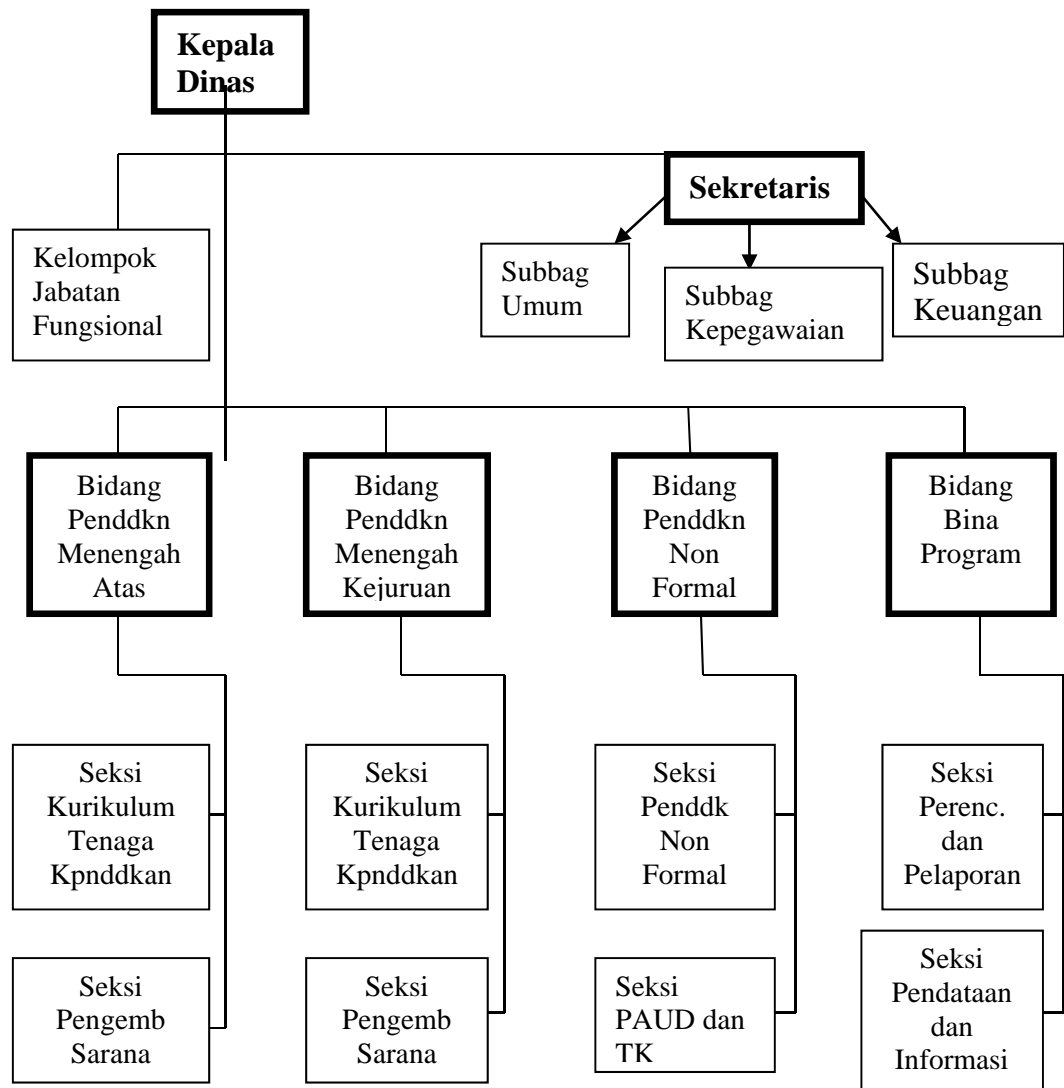 Kepala
Dinas
Sekretaris
Kelompok
Jabatan
Fungsional
Subbag
Umum
Subbag
Kepegawaian
Subbag
Keuangan
Bidang
Penddkn
Menengah
Atas
Bidang
Penddkn
Menengah
Kejuruan
Bidang
Penddkn
Non
Formal
Bidang
Bina
Program
Seksi
Kurikulum
Tenaga
Kpnddkan
Seksi
Kurikulum
Tenaga
Kpnddkan
Seksi
Penddk
Non
Formal
Seksi
Perenc.
dan
Pelaporan
Seksi
Pengemb
Sarana
Seksi
Pengemb
Sarana
Seksi
PAUD dan
TK
Seksi
Pendataan
dan
Informasi